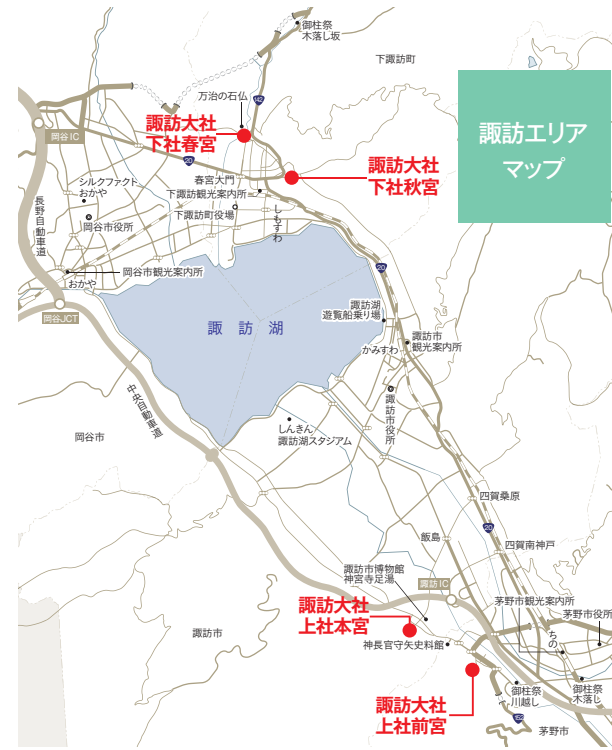 御柱祭
木落し坂
下諏訪町
諏訪エリア
マップ
万治の石仏
142
岡谷IC
諏訪大社
下社春宮
20
諏訪大社
下社秋宮
春宮大門
シルクファクト
おかや
下諏訪観光案内所
下諏訪町役場
しもすわ
岡谷市役所
長野自動車道
岡谷市観光案内所
おかや
20
岡谷JCT
諏訪湖
遊覧船乗り場
諏訪湖
諏訪市
観光案内所
かみすわ
中央自動車道
諏訪市役所
しんきん
諏訪湖スタジアム
岡谷市
四賀桑原
20
飯島
四賀南神戸
諏訪市博物館
神宮寺足湯
諏訪IC
諏訪大社
上社本宮
茅野市観光案内所
茅野市役所
ちの
諏訪市
神長官守矢史料館
御柱祭
川越し
御柱祭
木落し
諏訪大社
上社前宮
152
茅野市